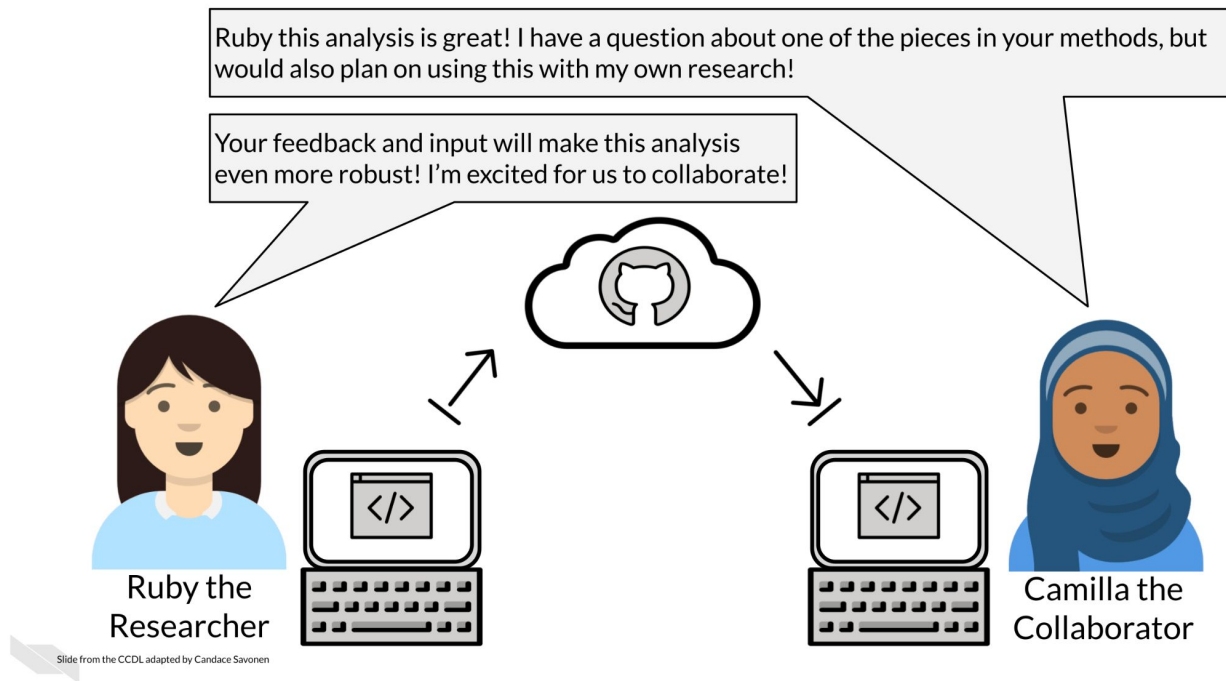 Ruby this analysis is great! I have a question about one of the pieces in your methods, but
would also plan on using this with my own research!
Your feedback and input will make this analysis
even more robust! I’m excited for us to collaborate!
</>
</>
Ruby the
Researcher
Camilla the
Collaborator
Slide from the CCDL adapted by Candace Savonen